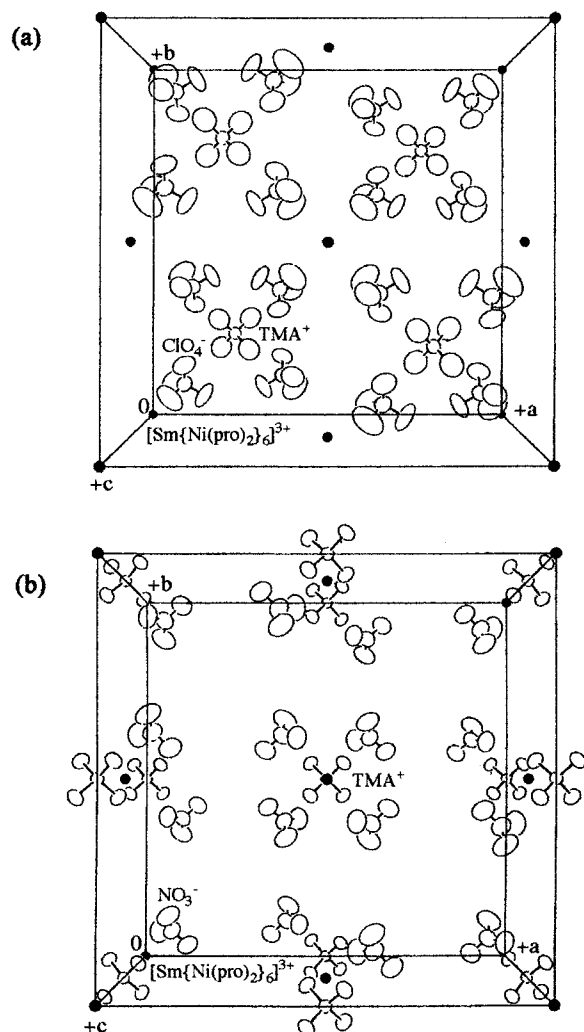 (a)
+b
ClO₄⁻
TMA⁺
0
+a
[Sm{Ni(pro)₂}₆]³⁺
+c
(b)
+b
TMA⁺
NO₃⁻
0
+a
[Sm{Ni(pro)₂}₆]³⁺
+c